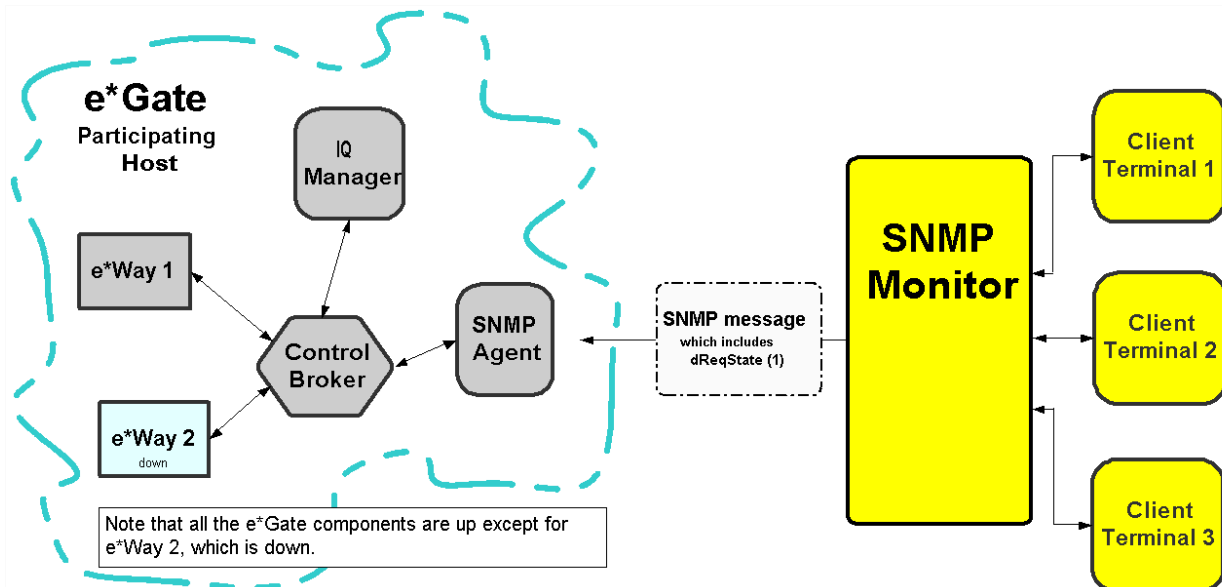 e*Gate
Participating
Host
IQ
Manager
e*Way 1
Control
Broker
SNMP
Agent
e*Way 2
down
Note that all the e*Gate components are up except for
e*Way 2, which is down.
SNMP message
which includes
dReqState (1)
SNMP
Monitor
Client
Terminal 1
Client
Terminal 2
Client
Terminal 3